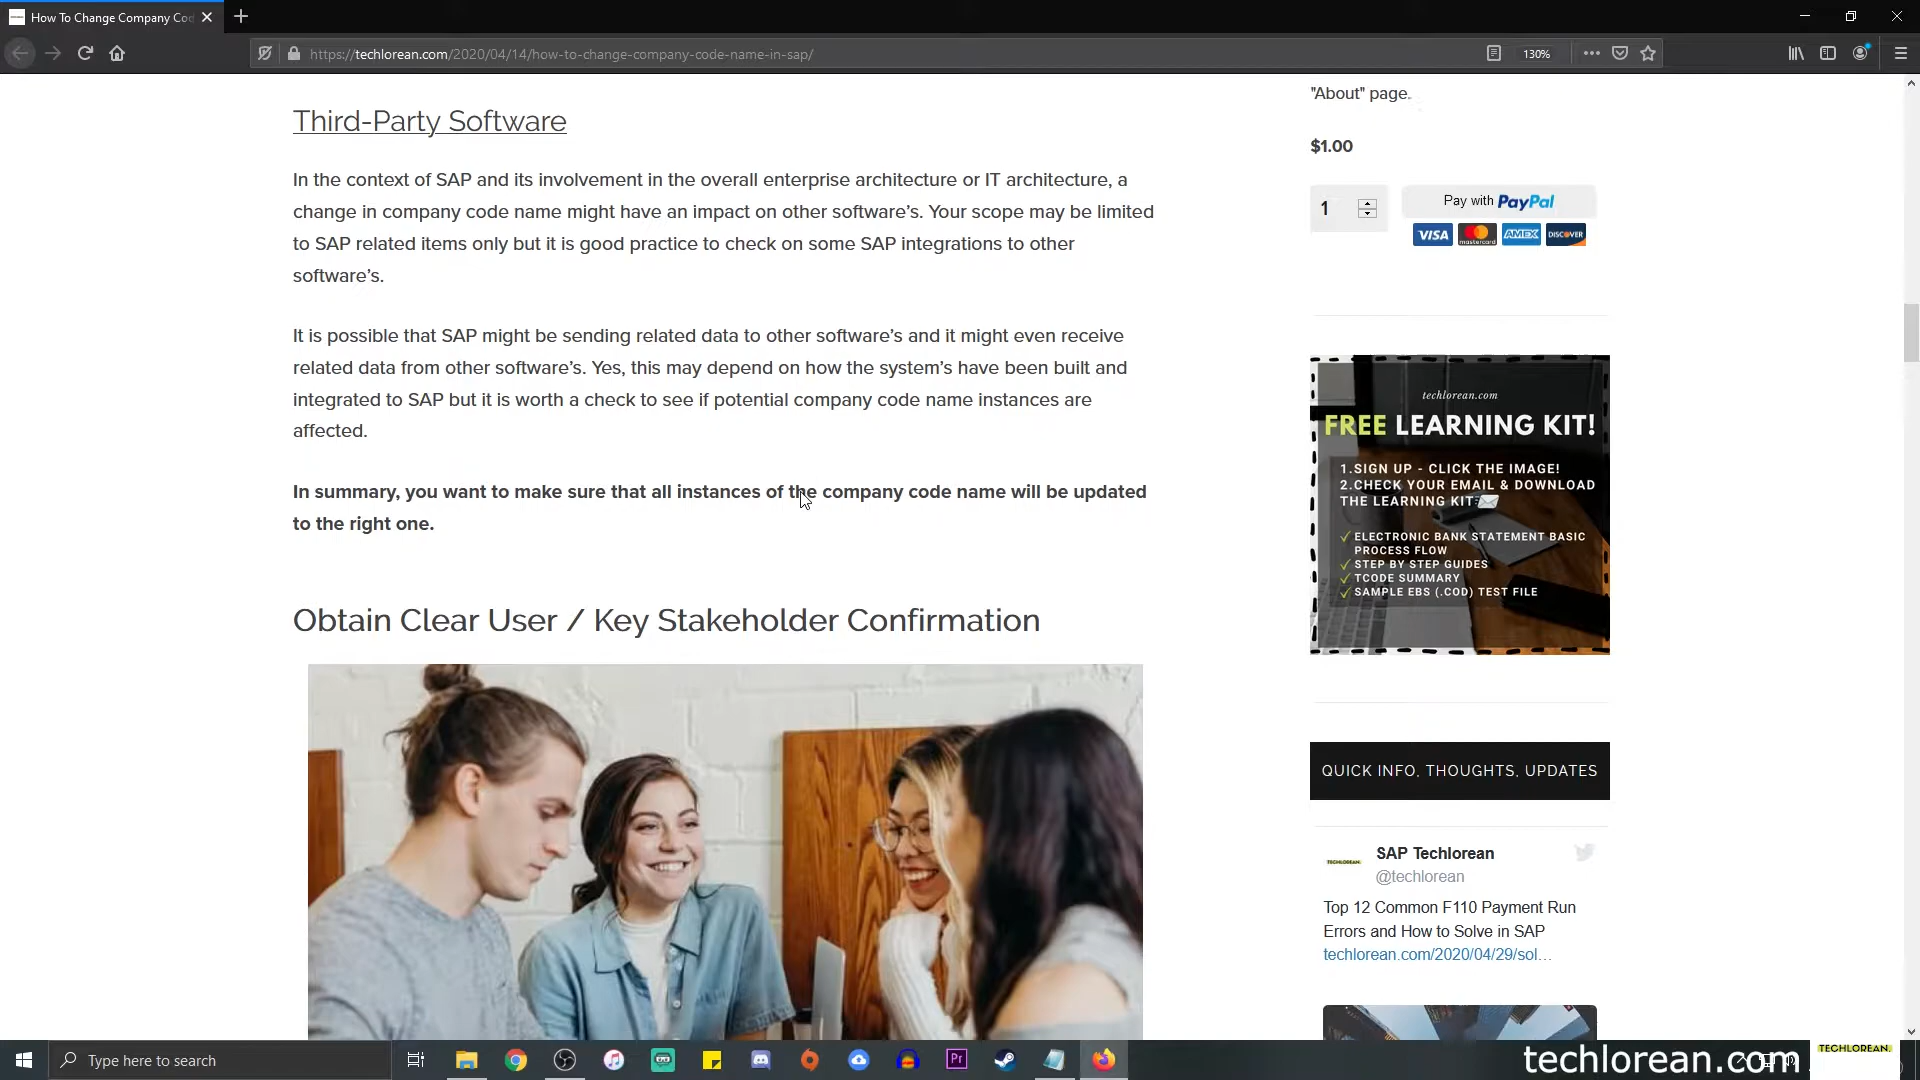 How To Change Company Cod
https://techlorean.com/2020/04/14/how-to-change-company-code-name-in-sap/
130%
Third-Party Software
In the context of SAP and its involvement in the overall enterprise architecture or IT architecture, a
change in company code name might have an impact on other software’s. Your scope may be limited
to SAP related items only but it is good practice to check on some SAP integrations to other
software’s.
It is possible that SAP might be sending related data to other software’s and it might even receive
related data from other software’s. Yes, this may depend on how the system’s have been built and
integrated to SAP but it is worth a check to see if potential company code name instances are
affected.
In summary, you want to make sure that all instances of the company code name will be updated
to the right one.
Obtain Clear User / Key Stakeholder Confirmation
"About" page.
$1.00
1
Pay with PayPal
VISA mastercard AMEX DISCOVER
techlorean.com
FREE LEARNING KIT!
1.SIGN UP - CLICK THE IMAGE!
2.CHECK YOUR EMAIL & DOWNLOAD
THE LEARNING KIT
ELECTRONIC BANK STATEMENT BASIC
PROCESS FLOW
STEP BY STEP GUIDES
TCODE SUMMARY
SAMPLE EBS (.COD) TEST FILE
QUICK INFO, THOUGHTS, UPDATES
TECHLOREAN.
SAP Techlorean
@techlorean
Top 12 Common F110 Payment Run
Errors and How to Solve in SAP
techlorean.com/2020/04/29/sol…
Type here to search
Pr
techlorean.com
TECHLOREAN.